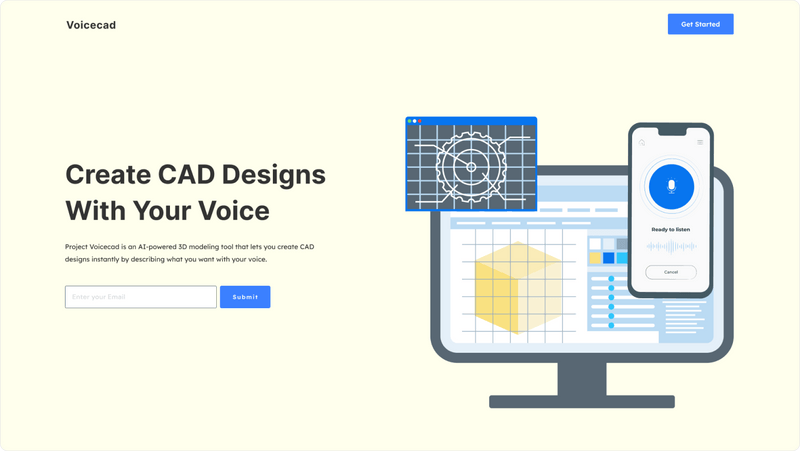 Voicecad
Get Started
Create CAD Designs
With Your Voice
Project Voicecad is an AI-powered 3D modeling tool that lets you create CAD
designs instantly by describing what you want with your voice.
Enter your Email
Submit
Ready to listen
Cancel